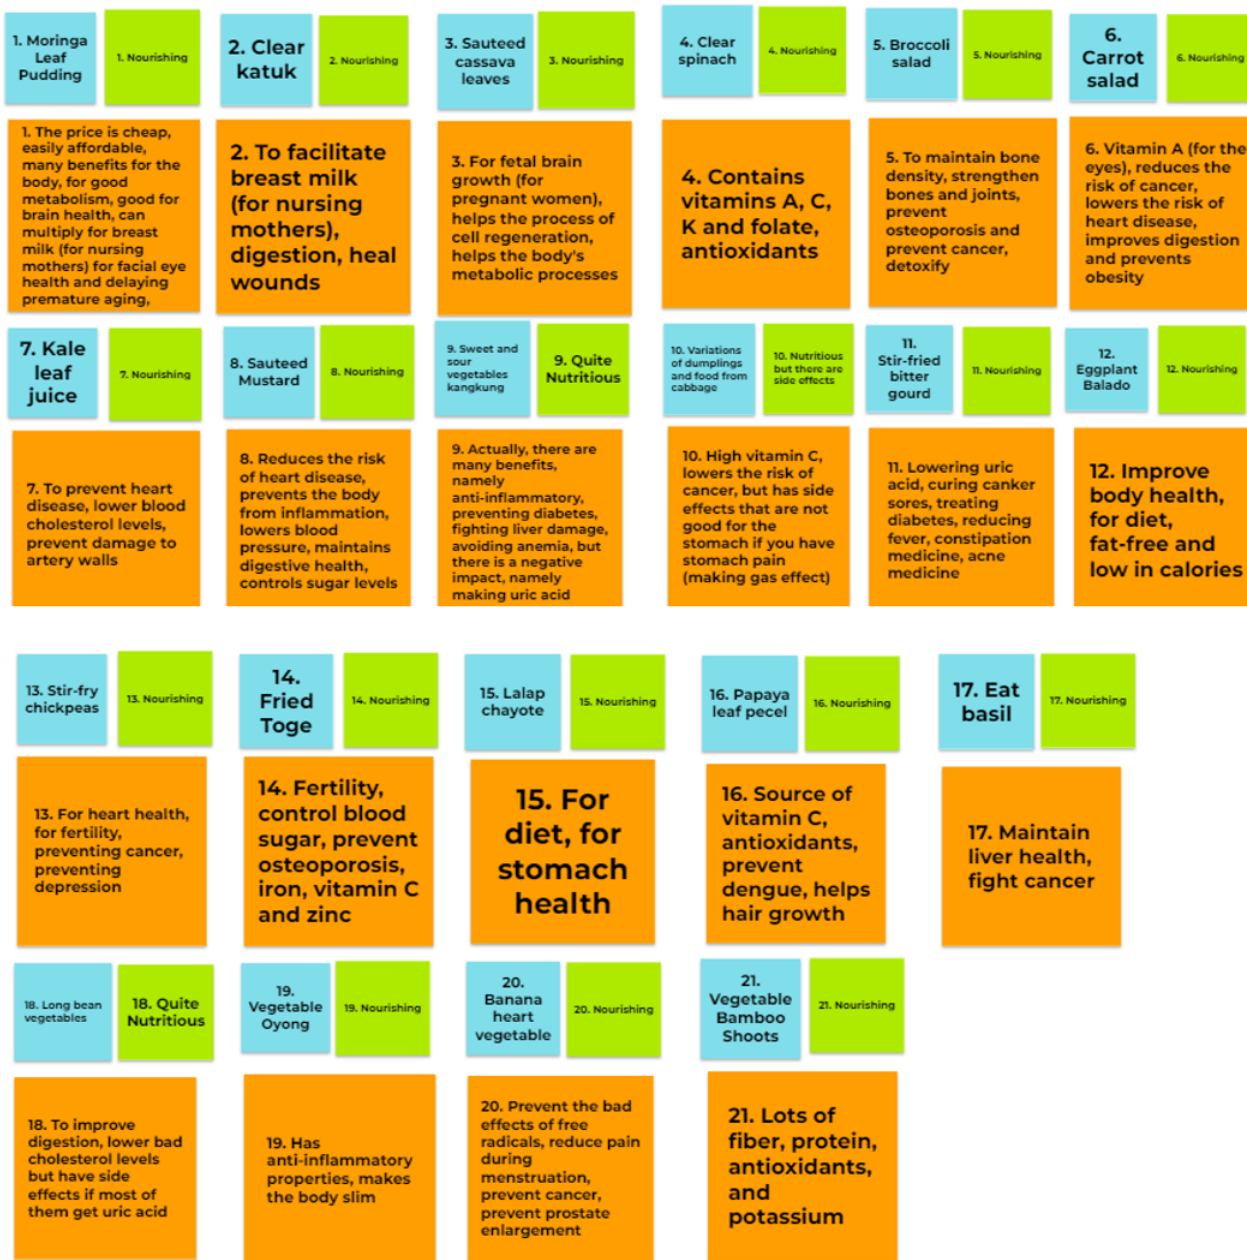 1. Moringa
Leaf
Pudding
1. Nourishing
2. Clear
katuk
2. Nourishing
3. Sauteed
cassava
leaves
3. Nourishing
4. Clear
spinach
4. Nourishing
5. Broccoli
salad
5. Nourishing
6.
Carrot
salad
6. Nourishing
1. The price is cheap,
easily affordable,
many benefits for the
body, for good
metabolism, good for
brain health, can
multiply for breast
milk (for nursing
mothers) for facial eye
health and delaying
premature aging,
2. To facilitate
breast milk
(for nursing
mothers),
digestion, heal
wounds
3. For fetal brain
growth (for
pregnant women),
helps the process of
cell regeneration,
helps the body's
metabolic processes
4. Contains
vitamins A, C,
K and folate,
antioxidants
5. To maintain bone
density, strengthen
bones and joints,
prevent
osteoporosis and
prevent cancer,
detoxify
6. Vitamin A (for the
eyes), reduces the
risk of cancer,
lowers the risk of
heart disease,
improves digestion
and prevents
obesity
7. Kale
leaf
juice
7. Nourishing
8. Sauteed
Mustard
8. Nourishing
9. Sweet and
sour
vegetables
kangkung
9. Quite
Nutritious
10. Variations
of dumplings
and food from
cabbage
10. Nutritious
but there are
side effects
11.
Stir-fried
bitter
gourd
11. Nourishing
12.
Eggplant
Balado
12. Nourishing
7. To prevent heart
disease, lower blood
cholesterol levels,
prevent damage to
artery walls
8. Reduces the risk
of heart disease,
prevents the body
from inflammation,
lowers blood
pressure, maintains
digestive health,
controls sugar levels
9. Actually, there are
many benefits,
namely
anti-inflammatory,
preventing diabetes,
fighting liver damage,
avoiding anemia, but
there is a negative
impact, namely
making uric acid
10. High vitamin C,
lowers the risk of
cancer, but has side
effects that are not
good for the
stomach if you have
stomach pain
(making gas effect)
11. Lowering uric
acid, curing canker
sores, treating
diabetes, reducing
fever, constipation
medicine, acne
medicine
12. Improve
body health,
for diet,
fat-free and
low in calories
13. Stir-fry
chickpeas
13. Nourishing
14.
Fried
Toge
14. Nourishing
15. Lalap
chayote
15. Nourishing
16. Papaya
leaf pecel
16. Nourishing
17. Eat
basil
17. Nourishing
13. For heart health,
for fertility,
preventing cancer,
preventing
depression
14. Fertility,
control blood
sugar, prevent
osteoporosis,
iron, vitamin C
and zinc
15. For
diet, for
stomach
health
16. Source of
vitamin C,
antioxidants,
prevent
dengue, helps
hair growth
17. Maintain
liver health,
fight cancer
18. Long bean
vegetables
18. Quite
Nutritious
19.
Vegetable
Oyong
19. Nourishing
20.
Banana
heart
vegetable
20. Nourishing
21.
Vegetable
Bamboo
Shoots
21. Nourishing
18. To improve
digestion, lower bad
cholesterol levels
but have side
effects if most of
them get uric acid
19. Has
anti-inflammatory
properties, makes
the body slim
20. Prevent the bad
effects of free
radicals, reduce pain
during
menstruation,
prevent cancer,
prevent prostate
enlargement
21. Lots of
fiber, protein,
antioxidants,
and
potassium